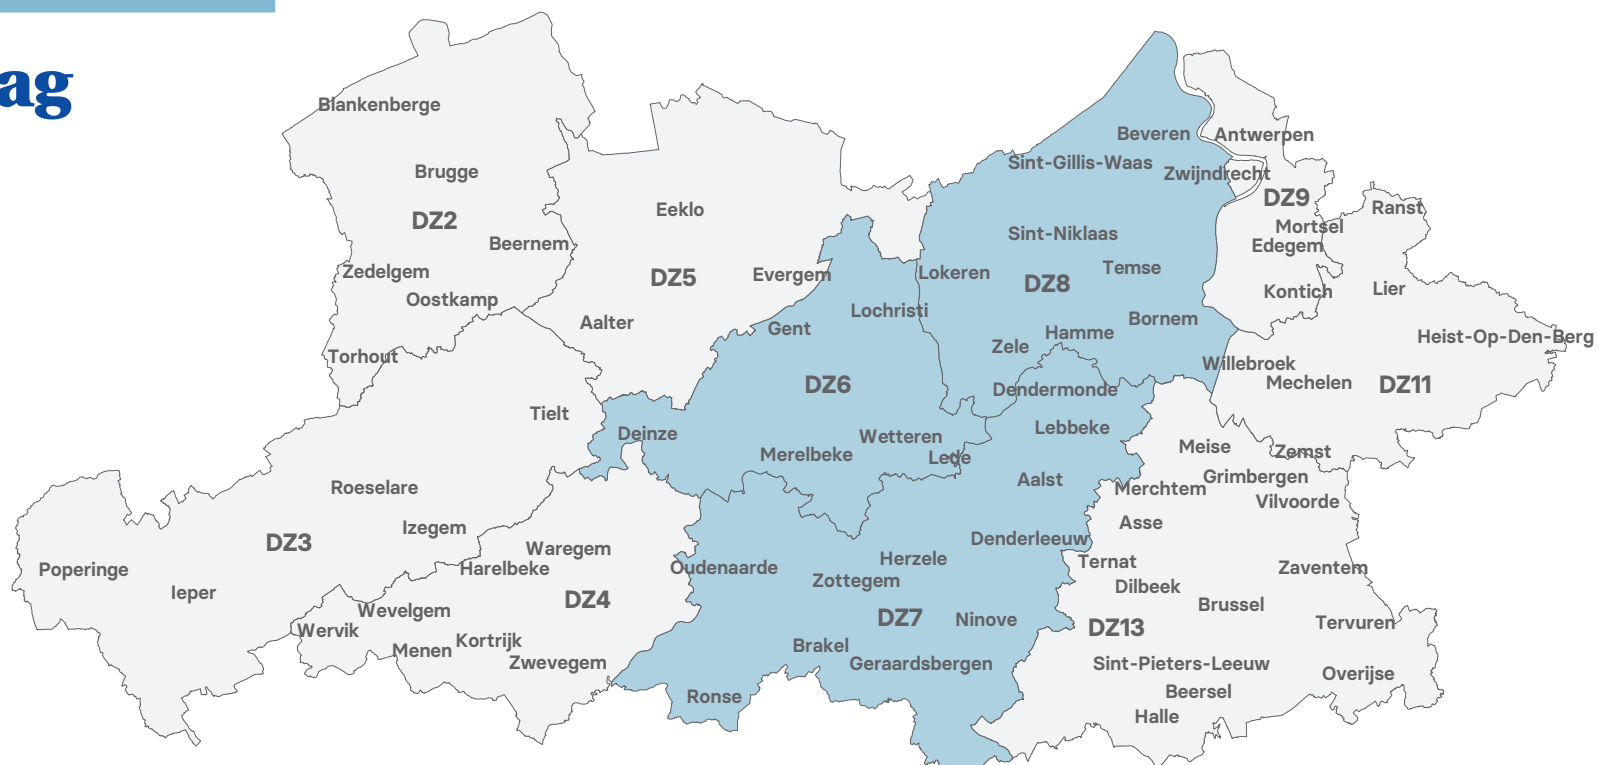 ag
Blankenberge
Brugge
DZ2
Beernem
Zedelgem
Oostkamp
Torhout
Eeklo
DZ5
Evergem
Aalter
Tielt
Roeselare
Izegem
DZ3
Poperinge
Ieper
Waregem
Harelbeke
DZ4
Wevelgem
Wervik
Menen
Kortrijk
Zwevegem
Lochristi
Gent
DZ6
Deinze
Merelbeke
Wetteren
Lede
Beveren
Sint-Gillis-Waas
Zwijndrecht
Sint-Niklaas
Lokeren
DZ8
Temse
Bornem
Hamme
Zele
Dendermonde
Lebbeke
Aalst
Denderleeuw
Herzele
Oudenaarde
Zottegem
DZ7
Ninove
Brakel
Geraardsbergen
Ronse
Antwerpen
DZ9
Mortsel
Edegem
Kontich
Ranst
Lier
Heist-Op-Den-Berg
Willebroek
Mechelen
DZ11
Meise
Zemst
Grimbergen
Merchtem
Vilvoorde
Asse
Ternat
Dilbeek
Zaventem
Brussel
DZ13
Tervuren
Sint-Pieters-Leeuw
Overijse
Beersel
Halle